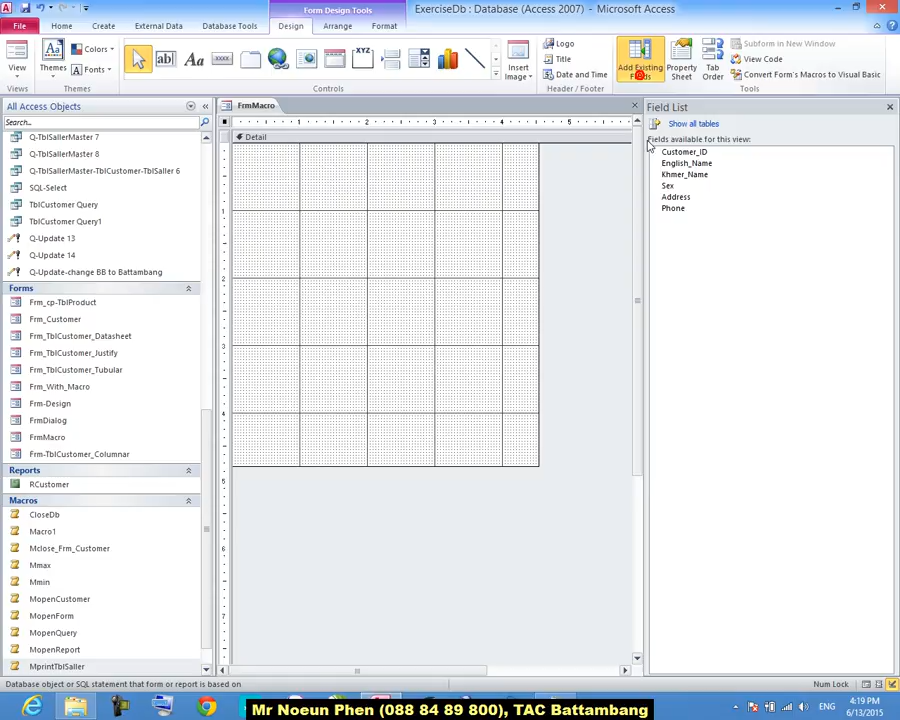 Form Design Tools
ExerciseDb : Database (Access 2007) - Microsoft Access
File Home Create External Data Database Tools Design Arrange Format
View
Views
Themes
Colors
Fonts
Themes
Aa
XYZ
Controls
Insert Image
Logo
Title
Date and Time
Header / Footer
Add Existing Fields
Property Sheet
Tab Order
Subform in New Window
View Code
Convert Form's Macros to Visual Basic
Tools
All Access Objects
Search...
Q-TblSallerMaster 7
Q-TblSallerMaster 8
Q-TblSallerMaster-TblCustomer-TblSaller 6
SQL-Select
TblCustomer Query
TblCustomer Query1
Q-Update 13
Q-Update 14
Q-Update-change BB to Battambang
Forms
Frm_cp-TblProduct
Frm_Customer
Frm_TblCustomer_Datasheet
Frm_TblCustomer_Justify
Frm_TblCustomer_Tubular
Frm_With_Macro
Frm-Design
FrmDialog
FrmMacro
Frm-TblCustomer_Columnar
Reports
RCustomer
Macros
CloseDb
Macro1
Mclose_Frm_Customer
Mmax
Mmin
MopenCustomer
MopenForm
MopenQuery
MopenReport
MprintTblSaller
FrmMacro
Detail
Field List
Show all tables
Fields available for this view:
Customer_ID
English_Name
Khmer_Name
Sex
Address
Phone
Database object or SQL statement that form or report is based on
Num Lock
Mr Noeun Phen (088 84 89 800), TAC Battambang
ENG
4:19 PM
6/13/2015